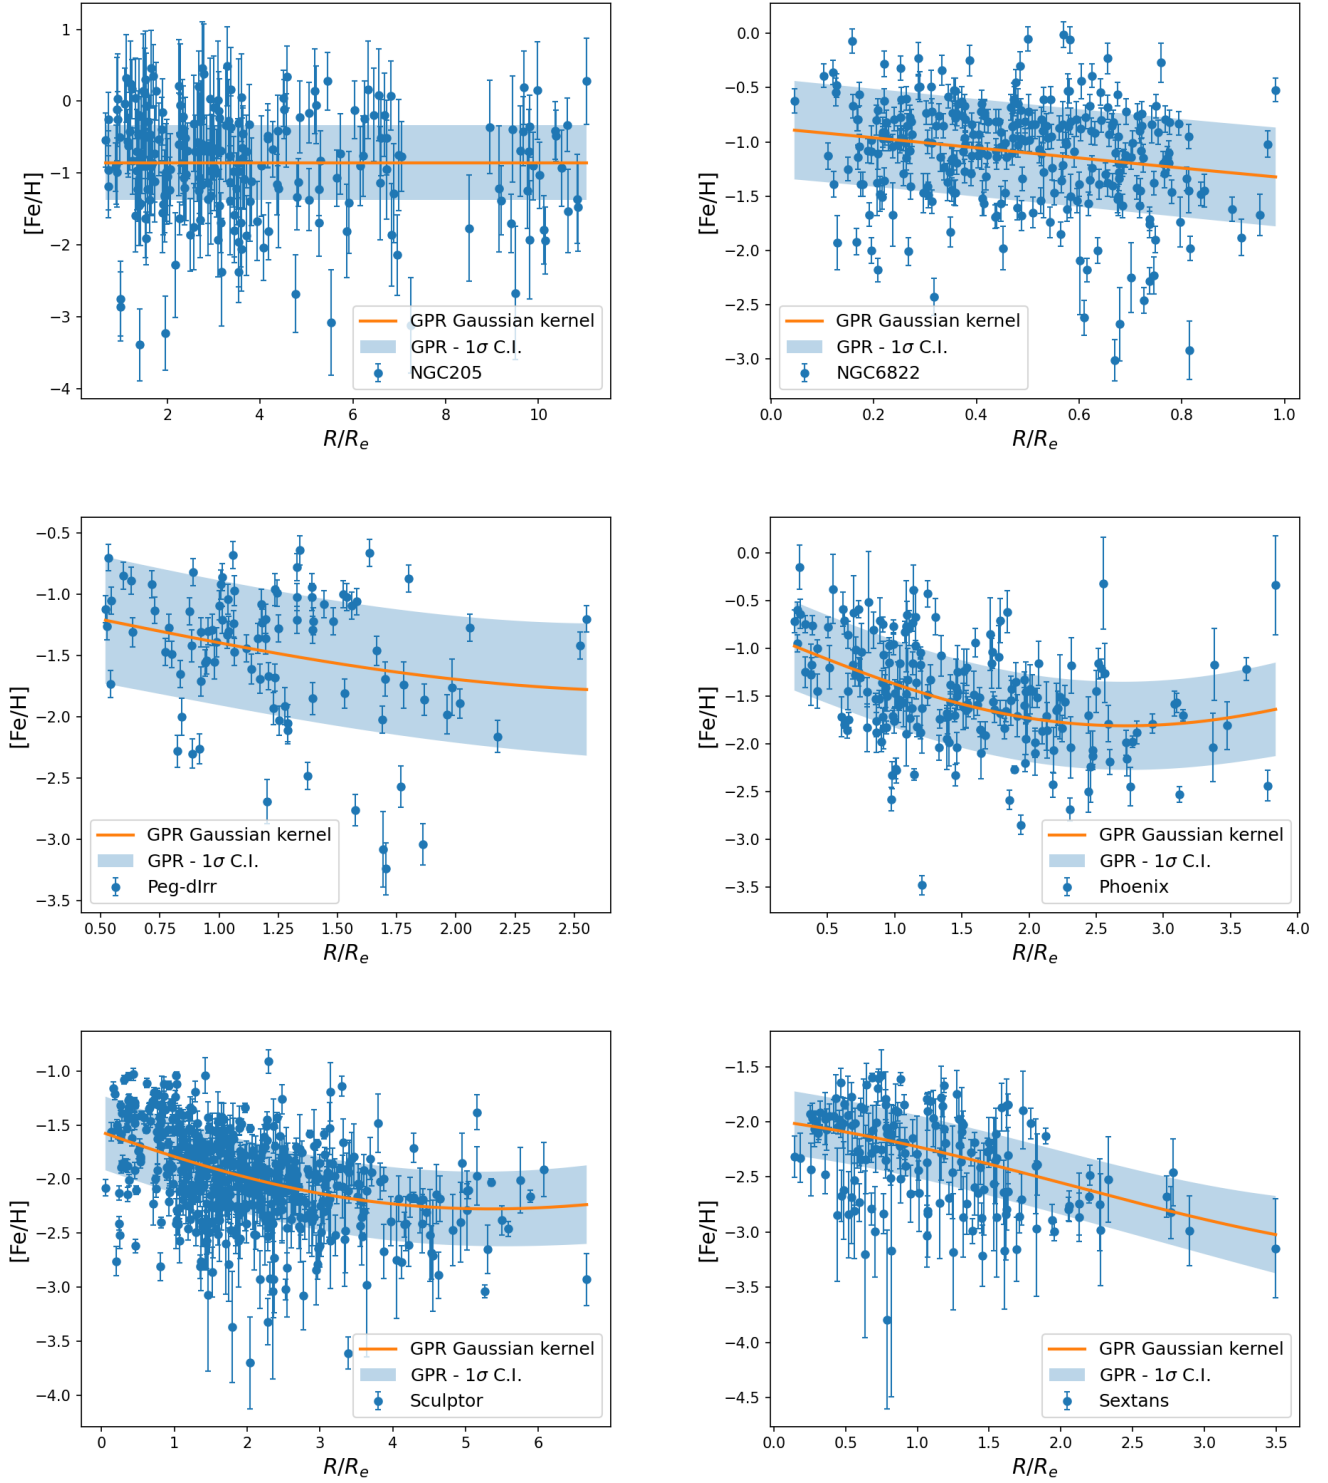 1
0
−1
−2
−3
−4
[Fe/H]
GPR Gaussian kernel
GPR - 1σ C.I.
NGC205
2 4 6 8 10
R/Re
0.0
−0.5
−1.0
−1.5
−2.0
−2.5
−3.0
[Fe/H]
GPR Gaussian kernel
GPR - 1σ C.I.
NGC6822
0.0 0.2 0.4 0.6 0.8 1.0
R/Re
−0.5
−1.0
−1.5
−2.0
−2.5
−3.0
−3.5
[Fe/H]
GPR Gaussian kernel
GPR - 1σ C.I.
Peg-dIrr
0.50 0.75 1.00 1.25 1.50 1.75 2.00 2.25 2.50
R/Re
0.0
−0.5
−1.0
−1.5
−2.0
−2.5
−3.0
−3.5
[Fe/H]
GPR Gaussian kernel
GPR - 1σ C.I.
Phoenix
0.5 1.0 1.5 2.0 2.5 3.0 3.5 4.0
R/Re
−1.0
−1.5
−2.0
−2.5
−3.0
−3.5
−4.0
[Fe/H]
GPR Gaussian kernel
GPR - 1σ C.I.
Sculptor
0 1 2 3 4 5 6
R/Re
−1.5
−2.0
−2.5
−3.0
−3.5
−4.0
−4.5
[Fe/H]
GPR Gaussian kernel
GPR - 1σ C.I.
Sextans
0.0 0.5 1.0 1.5 2.0 2.5 3.0 3.5
R/Re